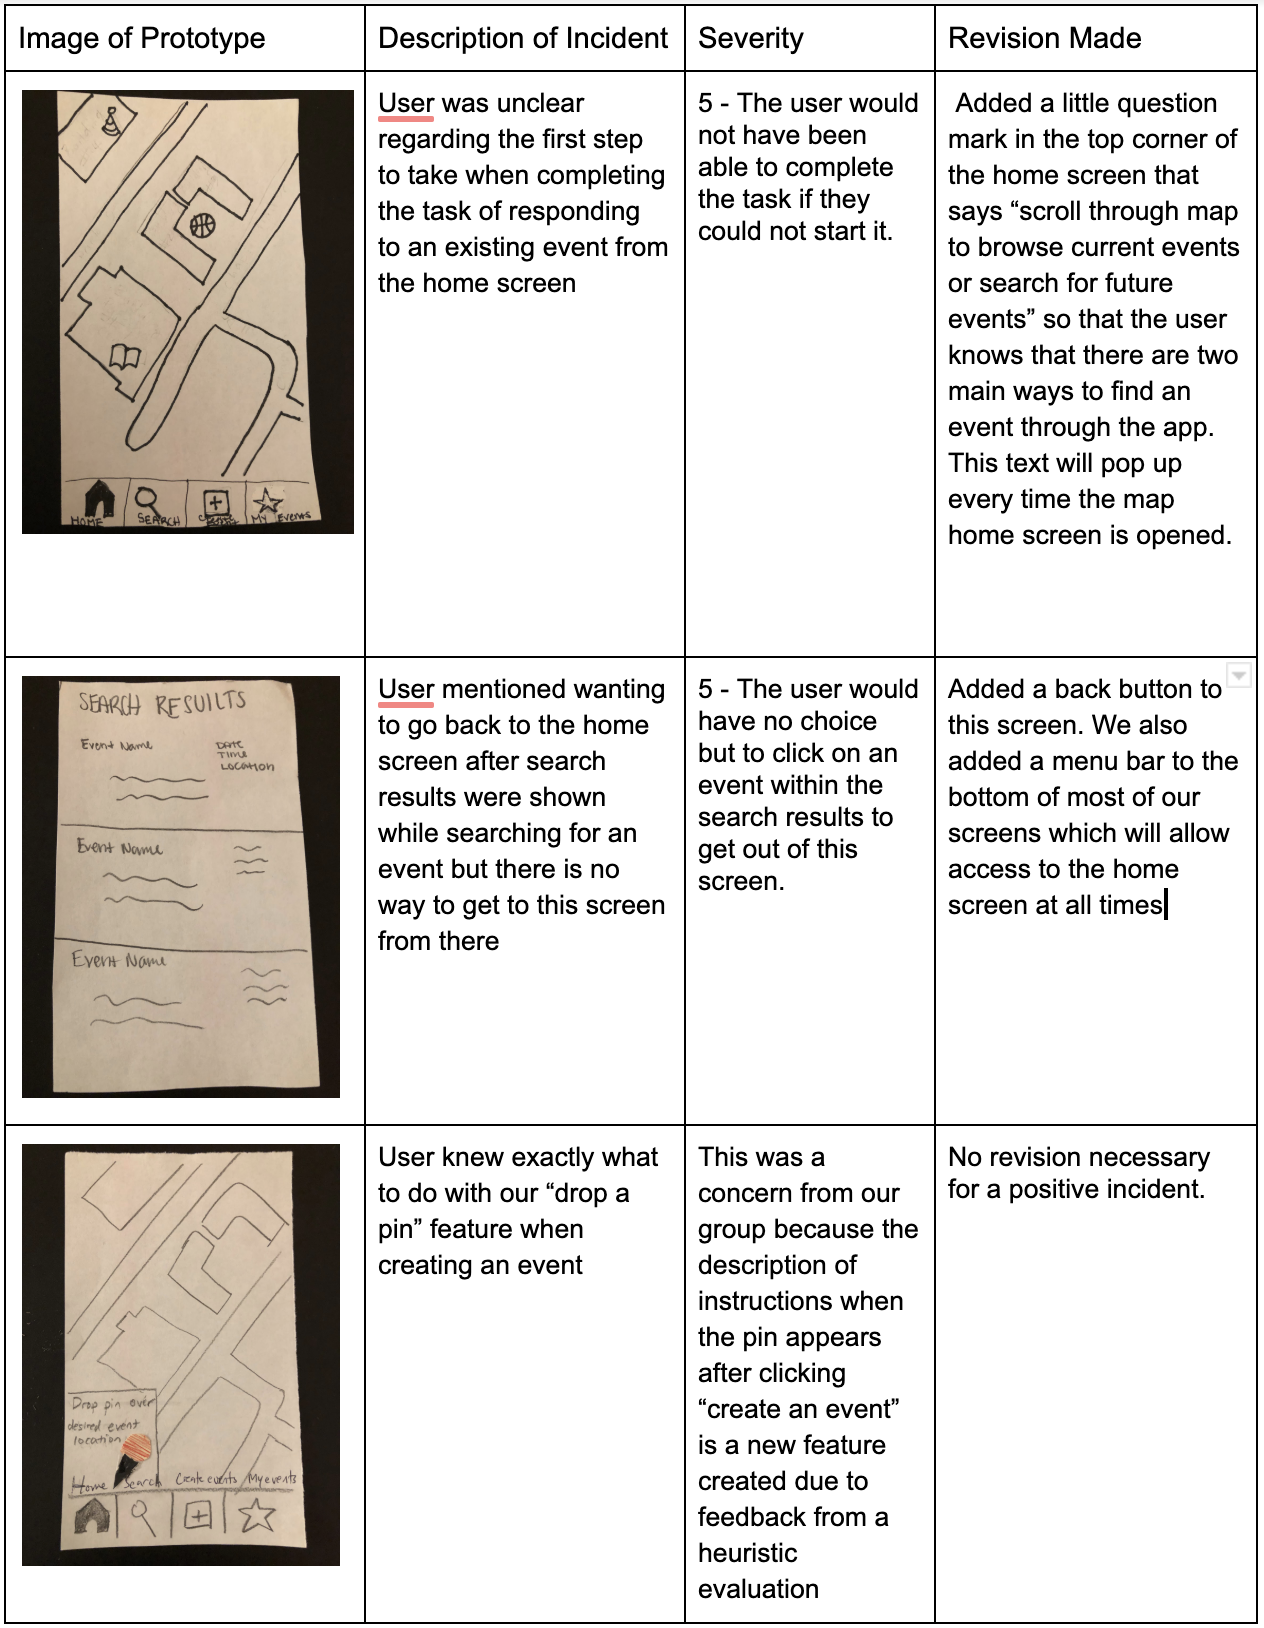 Image of Prototype
Description of Incident
Severity
Revision Made
HOME
SEARCH
MY EVENTS
User was unclear
regarding the first step
to take when completing
the task of responding
to an existing event from
the home screen
5 - The user would
not have been
able to complete
the task if they
could not start it.
Added a little question
mark in the top corner of
the home screen that
says “scroll through map
to browse current events
or search for future
events” so that the user
knows that there are two
main ways to find an
event through the app.
This text will pop up
every time the map
home screen is opened.
SEARCH RESUILTS
Event Name
DATE
TIME
LOCATION
Event Name
Event Name
User mentioned wanting
to go back to the home
screen after search
results were shown
while searching for an
event but there is no
way to get to this screen
from there
5 - The user would
have no choice
but to click on an
event within the
search results to
get out of this
screen.
Added a back button to
this screen. We also
added a menu bar to the
bottom of most of our
screens which will allow
access to the home
screen at all times
Drop pin over
desired event
location
Home
Search
Create events
My events
User knew exactly what
to do with our “drop a
pin” feature when
creating an event
This was a
concern from our
group because the
description of
instructions when
the pin appears
after clicking
“create an event”
is a new feature
created due to
feedback from a
heuristic
evaluation
No revision necessary
for a positive incident.